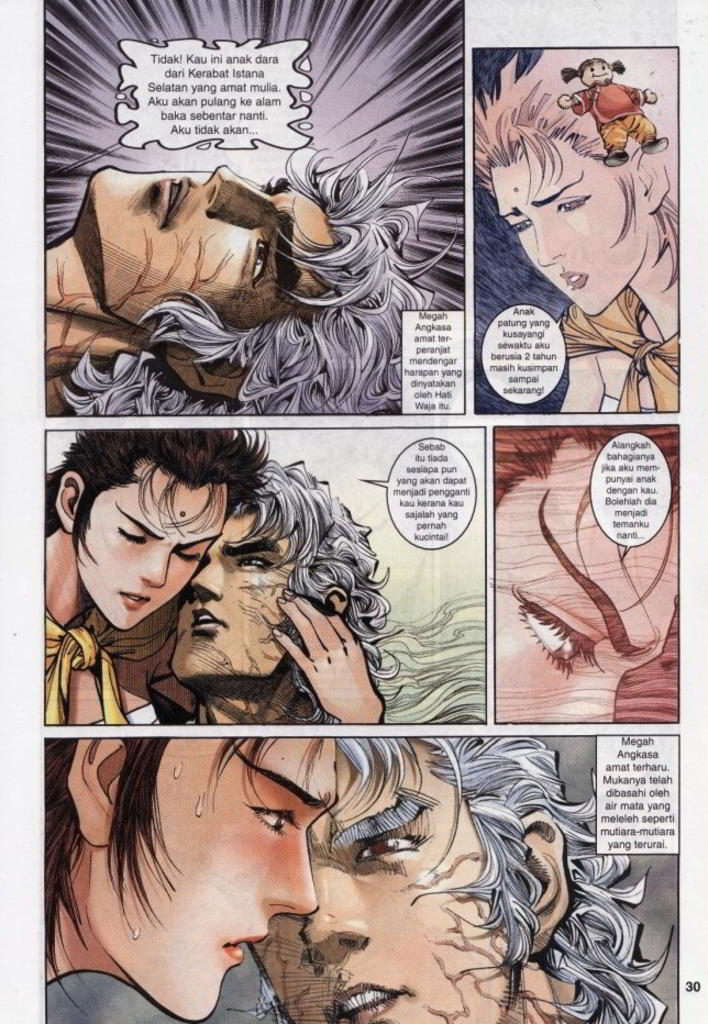 Tidak! Kau ini anak dara
dari Kerabat Istana
Selatan yang amat mulia.
Aku akan pulang ke alam
baka sebentar nanti.
Aku tidak akan...
Megah
Angkasa
amat ter-
peranjat
mendengar
harapan yang
dinyatakan
oleh Hati
Waja itu.
Anak
patung yang
kusayangi
sewaktu aku
berusia 2 tahun
masih kusimpan
sampai
sekarang!
Sebab
itu tiada
sesiapa pun
yang akan dapat
menjadi pengganti
kau kerana kau
sajalah yang
pernah
kucintai!
Alangkah
bahagianya
jika aku mem-
punyai anak
dengan kau.
Bolehlah dia
menjadi
temanku
nanti...
Megah
Angkasa
amat terharu.
Mukanya telah
dibasahi oleh
air mata yang
meleleh seperti
mutiara-mutiara
yang terurai.
30